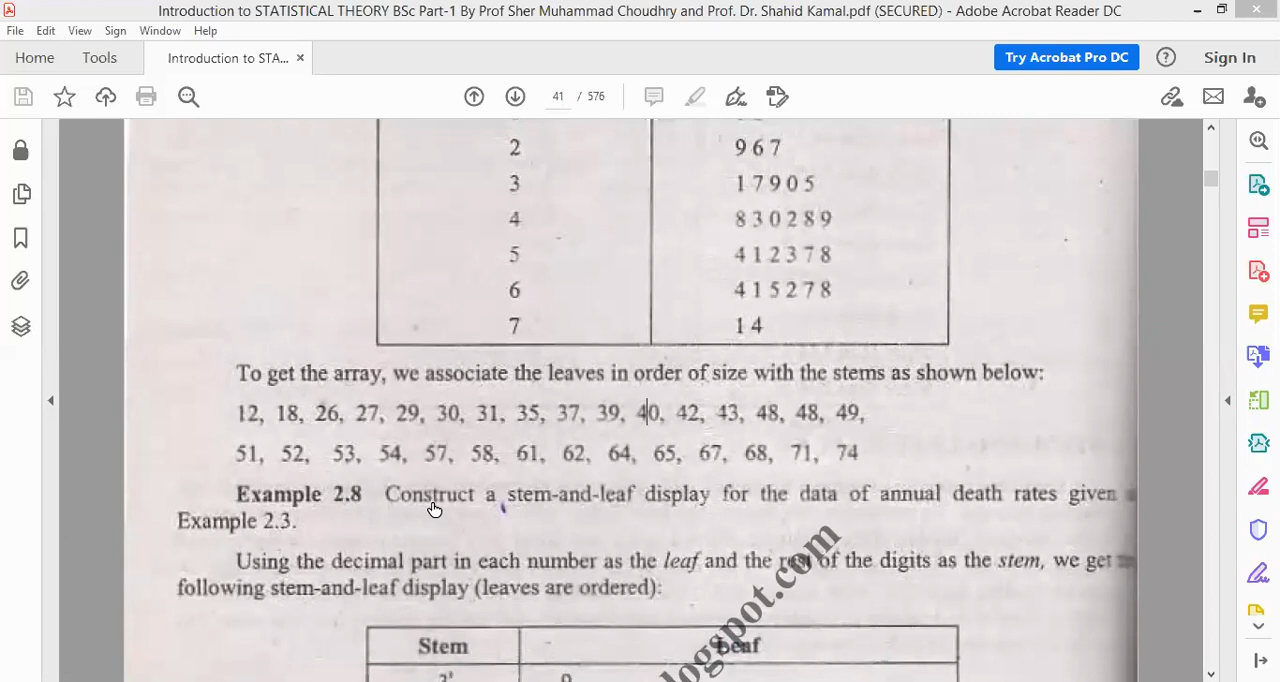 Introduction to STATISTICAL THEORY BSc Part-1 By Prof Sher Muhammad Choudhry and Prof. Dr. Shahid Kamal.pdf (SECURED) - Adobe Acrobat Reader DC
File Edit View Sign Window Help
Home Tools Introduction to STA... × Try Acrobat Pro DC Sign In
41 / 576
2 9 6 7
3 1 7 9 0 5
4 8 3 0 2 8 9
5 4 1 2 3 7 8
6 4 1 5 2 7 8
7 1 4
To get the array, we associate the leaves in order of size with the stems as shown below:
12, 18, 26, 27, 29, 30, 31, 35, 37, 39, 40, 42, 43, 48, 48, 49,
51, 52, 53, 54, 57, 58, 61, 62, 64, 65, 67, 68, 71, 74
Example 2.8 Construct a stem-and-leaf display for the data of annual death rates given
Example 2.3.
Using the decimal part in each number as the leaf and the rest of the digits as the stem, we get
following stem-and-leaf display (leaves are ordered):
Stem Leaf
logspot.com